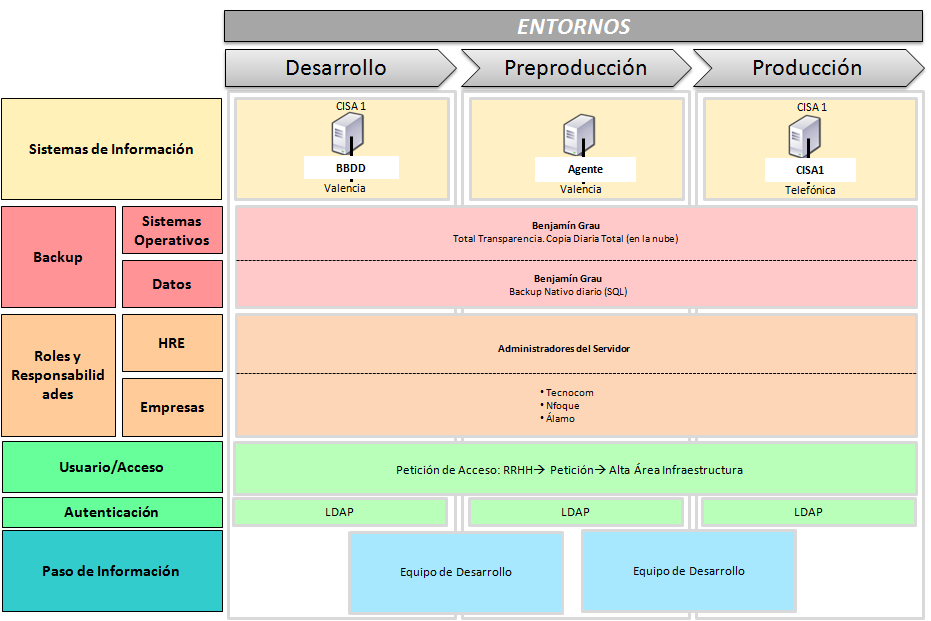 ENTORNOS
Desarrollo
Preproducción
Producción
Sistemas de Información
CISA 1
BBDD
Valencia
Agente
Valencia
CISA 1
CISA1
Telefónica
Backup
Sistemas
Operativos
Benjamín Grau
Total Transparencia. Copia Diaria Total (en la nube)
Datos
Benjamín Grau
Backup Nativo diario (SQL)
Roles y
Responsabilid
ades
HRE
Administradores del Servidor
Empresas
• Tecnocom
• Nfoque
• Álamo
Usuario/Acceso
Petición de Acceso: RRHH→ Petición→ Alta Área Infraestructura
Autenticación
LDAP
LDAP
LDAP
Paso de Información
Equipo de Desarrollo
Equipo de Desarrollo